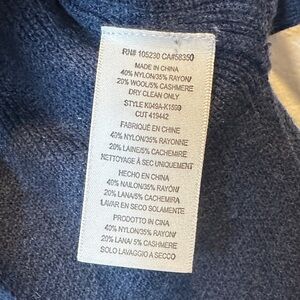 RN# 105230 CA#58350
MADE IN CHINA
40% NYLON/35% RAYON/
20% WOOL/5% CASHMERE
DRY CLEAN ONLY
STYLE K049A-K1599
CUT 419442
FABRIQUÉ EN CHINE
40% NYLON/35% RAYONNE
20% LAINE/5% CACHEMIRE
NETTOYAGE À SEC UNIQUEMENT
HECHO EN CHINA
40% NAILON/35% RAYON/
20% LANA/5% CACHEMIRA
LAVAR EN SECO SOLAMENTE
PRODOTTO IN CINA
40% NYLON/35% RAYON/
20% LANA/ 5% CASHMERE
SOLO LAVAGGIO A SECCO